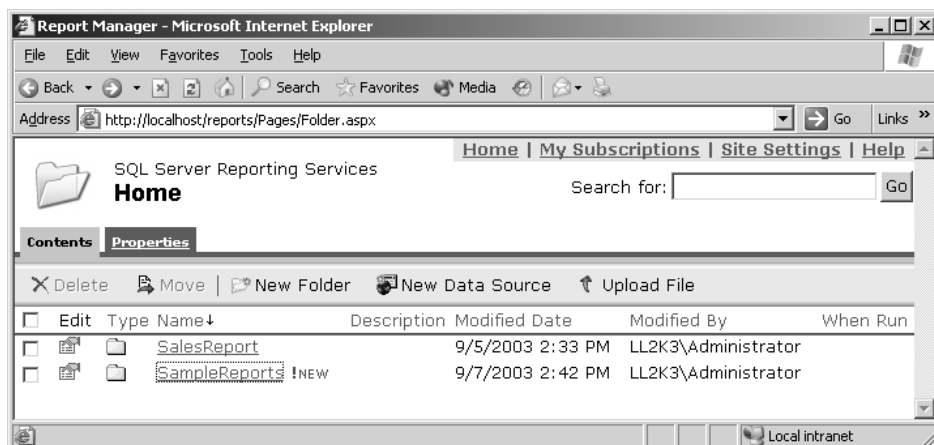 Report Manager - Microsoft Internet Explorer
File Edit View Favorites Tools Help
Back Search Favorites Media
Address http://localhost/reports/Pages/Folder.aspx Go Links »
Home | My Subscriptions | Site Settings | Help
SQL Server Reporting Services
Home
Search for: Go
Contents Properties
Delete Move | New Folder New Data Source Upload File
Edit Type Name↓ Description Modified Date Modified By When Run
SalesReport 9/5/2003 2:33 PM LL2K3\Administrator
SampleReports !NEW 9/7/2003 2:42 PM LL2K3\Administrator
Local intranet